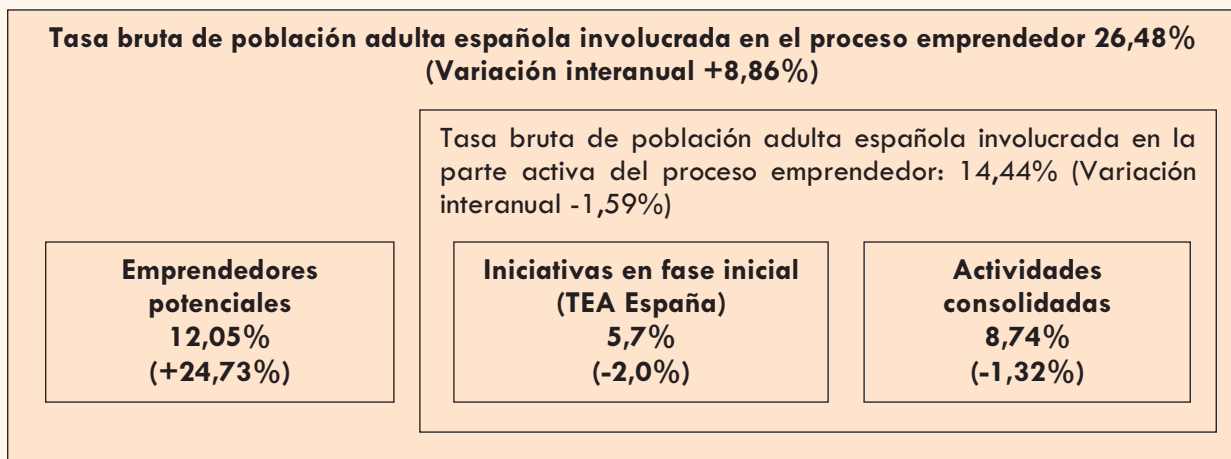 Tasa bruta de población adulta española involucrada en el proceso emprendedor 26,48%
(Variación interanual +8,86%)
Tasa bruta de población adulta española involucrada en la
parte activa del proceso emprendedor: 14,44% (Variación
interanual -1,59%)
Emprendedores
potenciales
12,05%
(+24,73%)
Iniciativas en fase inicial
(TEA España)
5,7%
(-2,0%)
Actividades
consolidadas
8,74%
(-1,32%)